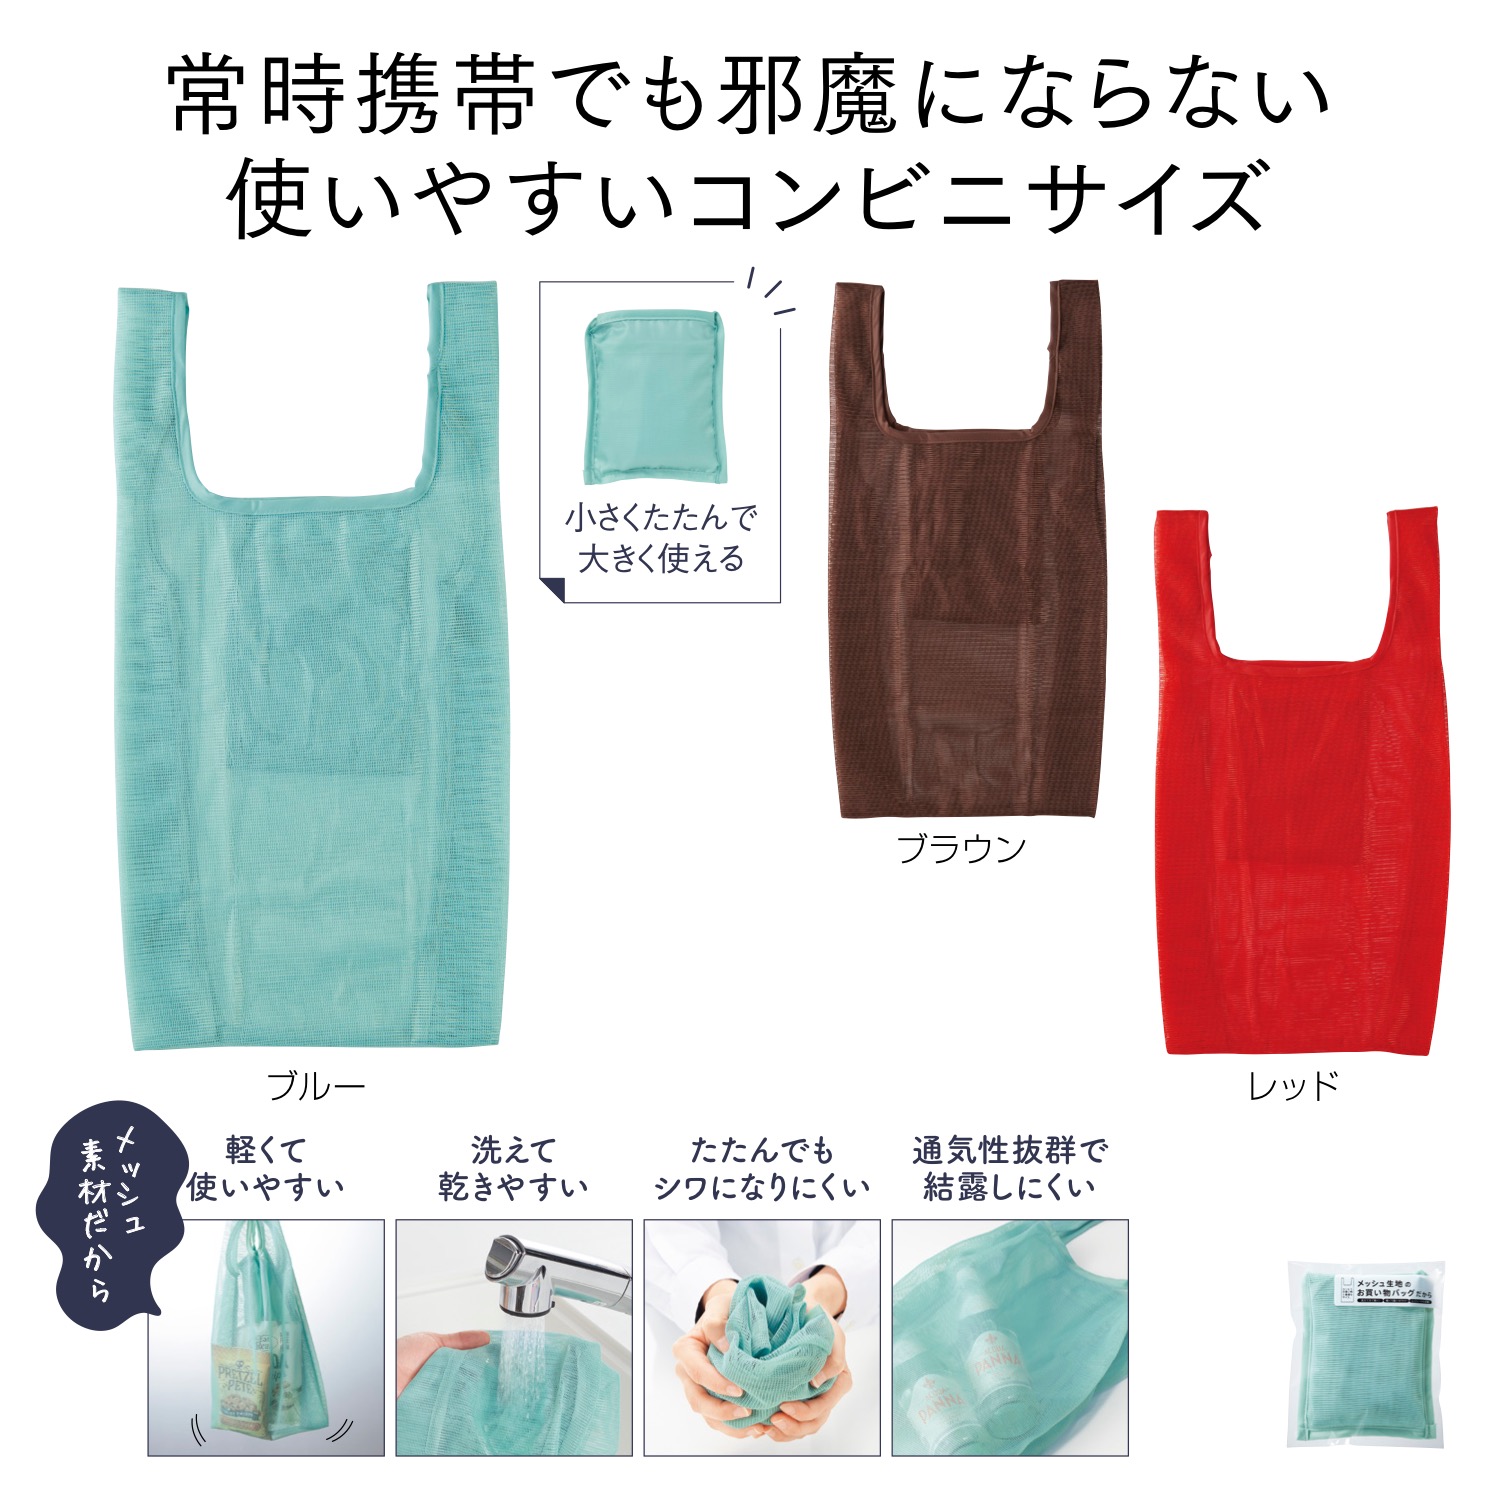 常時携帯でも邪魔にならない
使いやすいコンビニサイズ
小さくたたんで
大きく使える
ブラウン
ブルー
レッド
メッシュ
素材だから
軽くて
使いやすい
洗えて
乾きやすい
たたんでも
シワになりにくい
通気性抜群で
結露しにくい
PRETZEL
PANNA
PANNA
メッシュ生地の
お買い物バッグだから